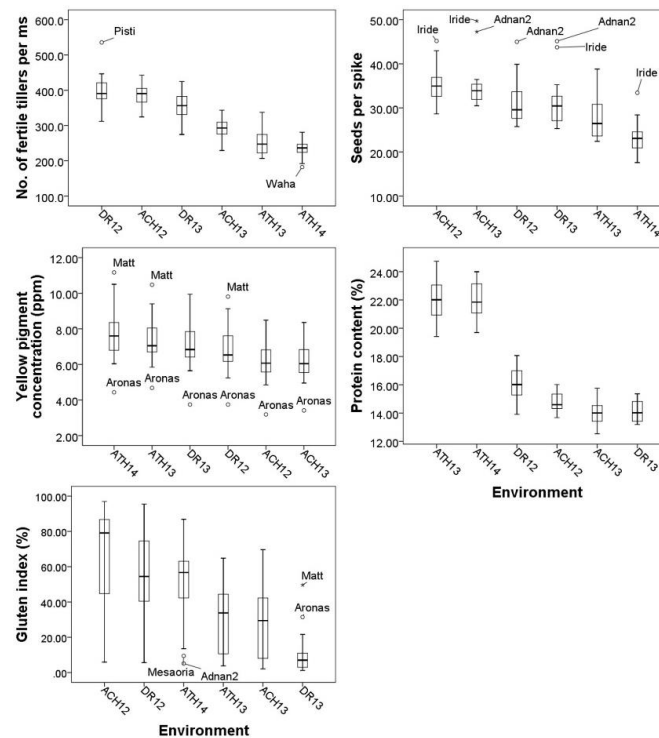 No. of fertile tillers per ms
600.0
500.0
400.0
300.0
200.0
100.0
Pisti
Waha
DR12
ACH12
DR13
ACH13
ATH13
ATH14
Seeds per spike
50.00
40.00
30.00
20.00
10.00
Iride
Iride
Adnan2
Adnan2
Adnan2
Iride
Iride
ACH12
ACH13
DR12
DR13
ATH13
ATH14
Yellow pigment
concentration (ppm)
12.00
10.00
8.00
6.00
4.00
2.00
Matt
Matt
Matt
Aronas
Aronas
Aronas
Aronas
Aronas
Aronas
ATH14
ATH13
DR13
DR12
ACH12
ACH13
Protein content (%)
24.00
22.00
20.00
18.00
16.00
14.00
12.00
ATH13
ATH14
DR12
ACH12
ACH13
DR13
Environment
Gluten index (%)
100.00
80.00
60.00
40.00
20.00
.00
Matt
Aronas
Mesaoria
Adnan2
ACH12
DR12
ATH14
ATH13
ACH13
DR13
Environment